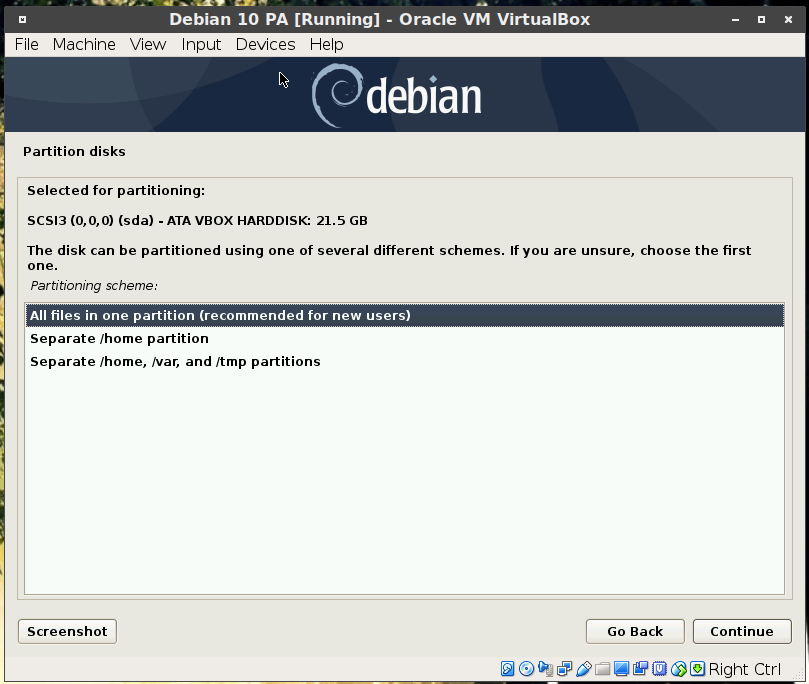 Debian 10 PA [Running] - Oracle VM VirtualBox
File Machine View Input Devices Help
debian
Partition disks
Selected for partitioning:
SCSI3 (0,0,0) (sda) - ATA VBOX HARDDISK: 21.5 GB
The disk can be partitioned using one of several different schemes. If you are unsure, choose the first
one.
Partitioning scheme:
All files in one partition (recommended for new users)
Separate /home partition
Separate /home, /var, and /tmp partitions
Screenshot
Go Back
Continue
Right Ctrl